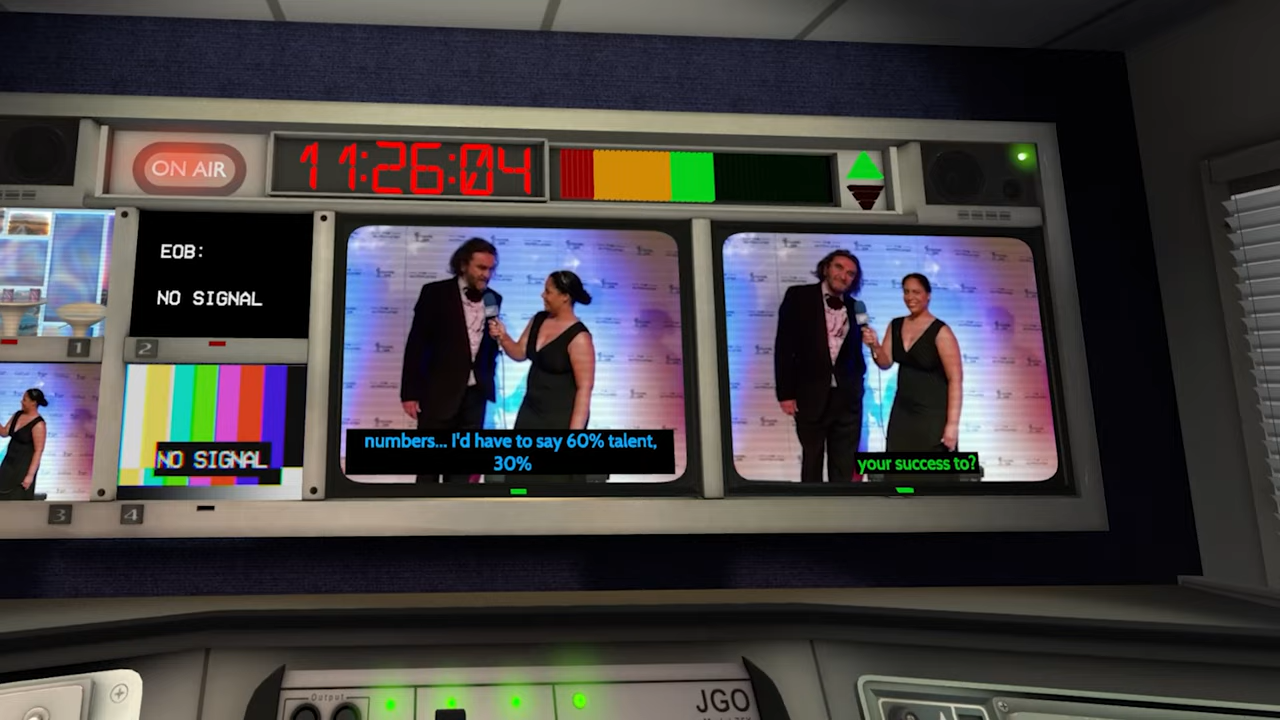 ON AIR
11:26:04
EOB:
NO SIGNAL
1
2
NO SIGNAL
numbers... I'd have to say 60% talent,
30%
your success to?
3
4
Output
JGO